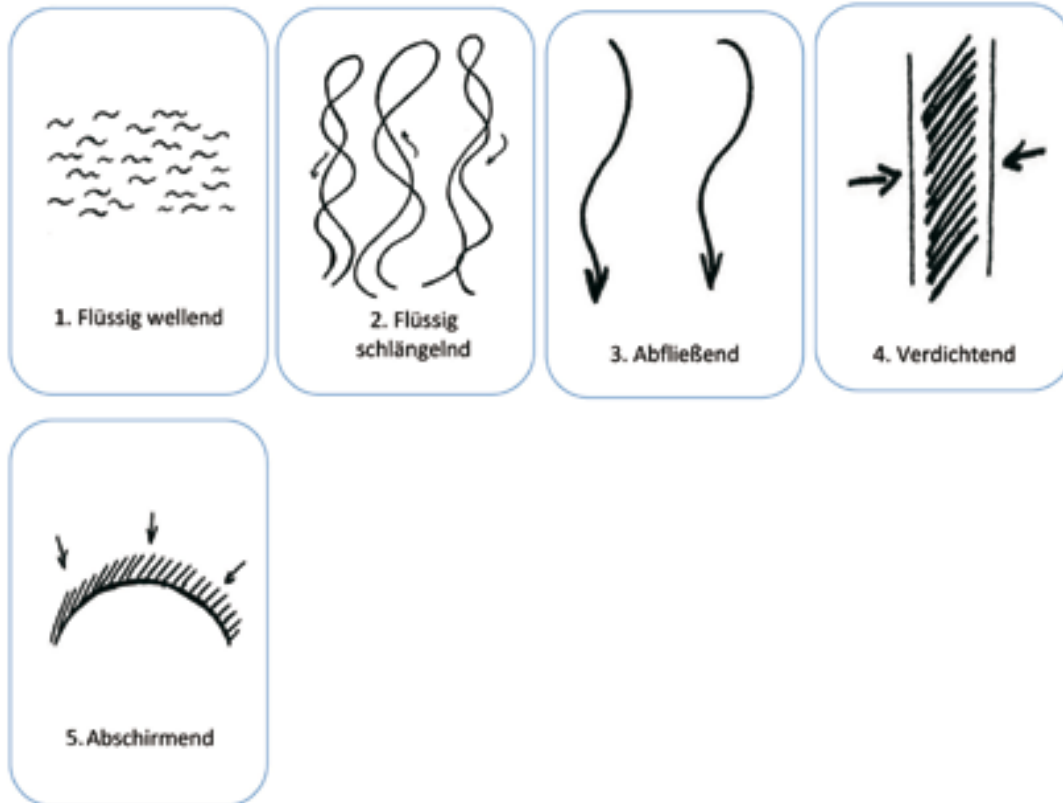 1. Flüssig wellend
2. Flüssig
schlängelnd
3. Abfließend
4. Verdichtend
5. Abschirmend